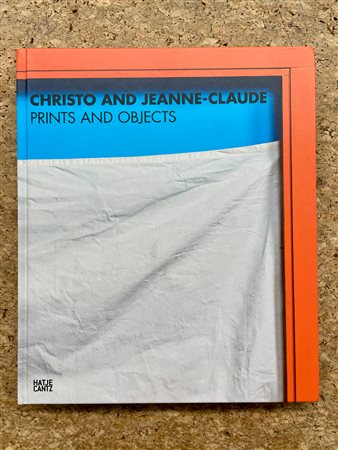 CHRISTO AND JEANNE-CLAUDE
PRINTS AND OBJECTS
HATJE
CANTZ